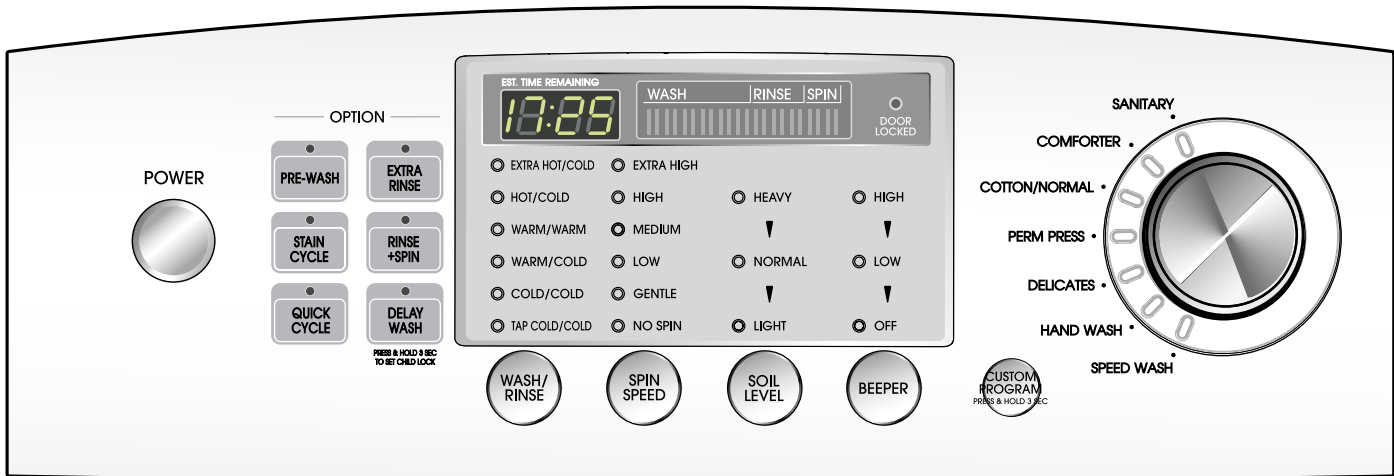 POWER
OPTION
PRE-WASH
EXTRA
RINSE
STAIN
CYCLE
RINSE
+SPIN
QUICK
CYCLE
DELAY
WASH
PRESS & HOLD 3 SEC
TO SET CHILD LOCK
EST. TIME REMAINING
17:25
WASH RINSE SPIN
DOOR
LOCKED
EXTRA HOT/COLD
HOT/COLD
WARM/WARM
WARM/COLD
COLD/COLD
TAP COLD/COLD
WASH/
RINSE
EXTRA HIGH
HIGH
MEDIUM
LOW
GENTLE
NO SPIN
SPIN
SPEED
HEAVY
NORMAL
LIGHT
SOIL
LEVEL
HIGH
LOW
OFF
BEEPER
CUSTOM
PROGRAM
PRESS & HOLD 3 SEC
SANITARY
COMFORTER
COTTON/NORMAL
PERM PRESS
DELICATES
HAND WASH
SPEED WASH